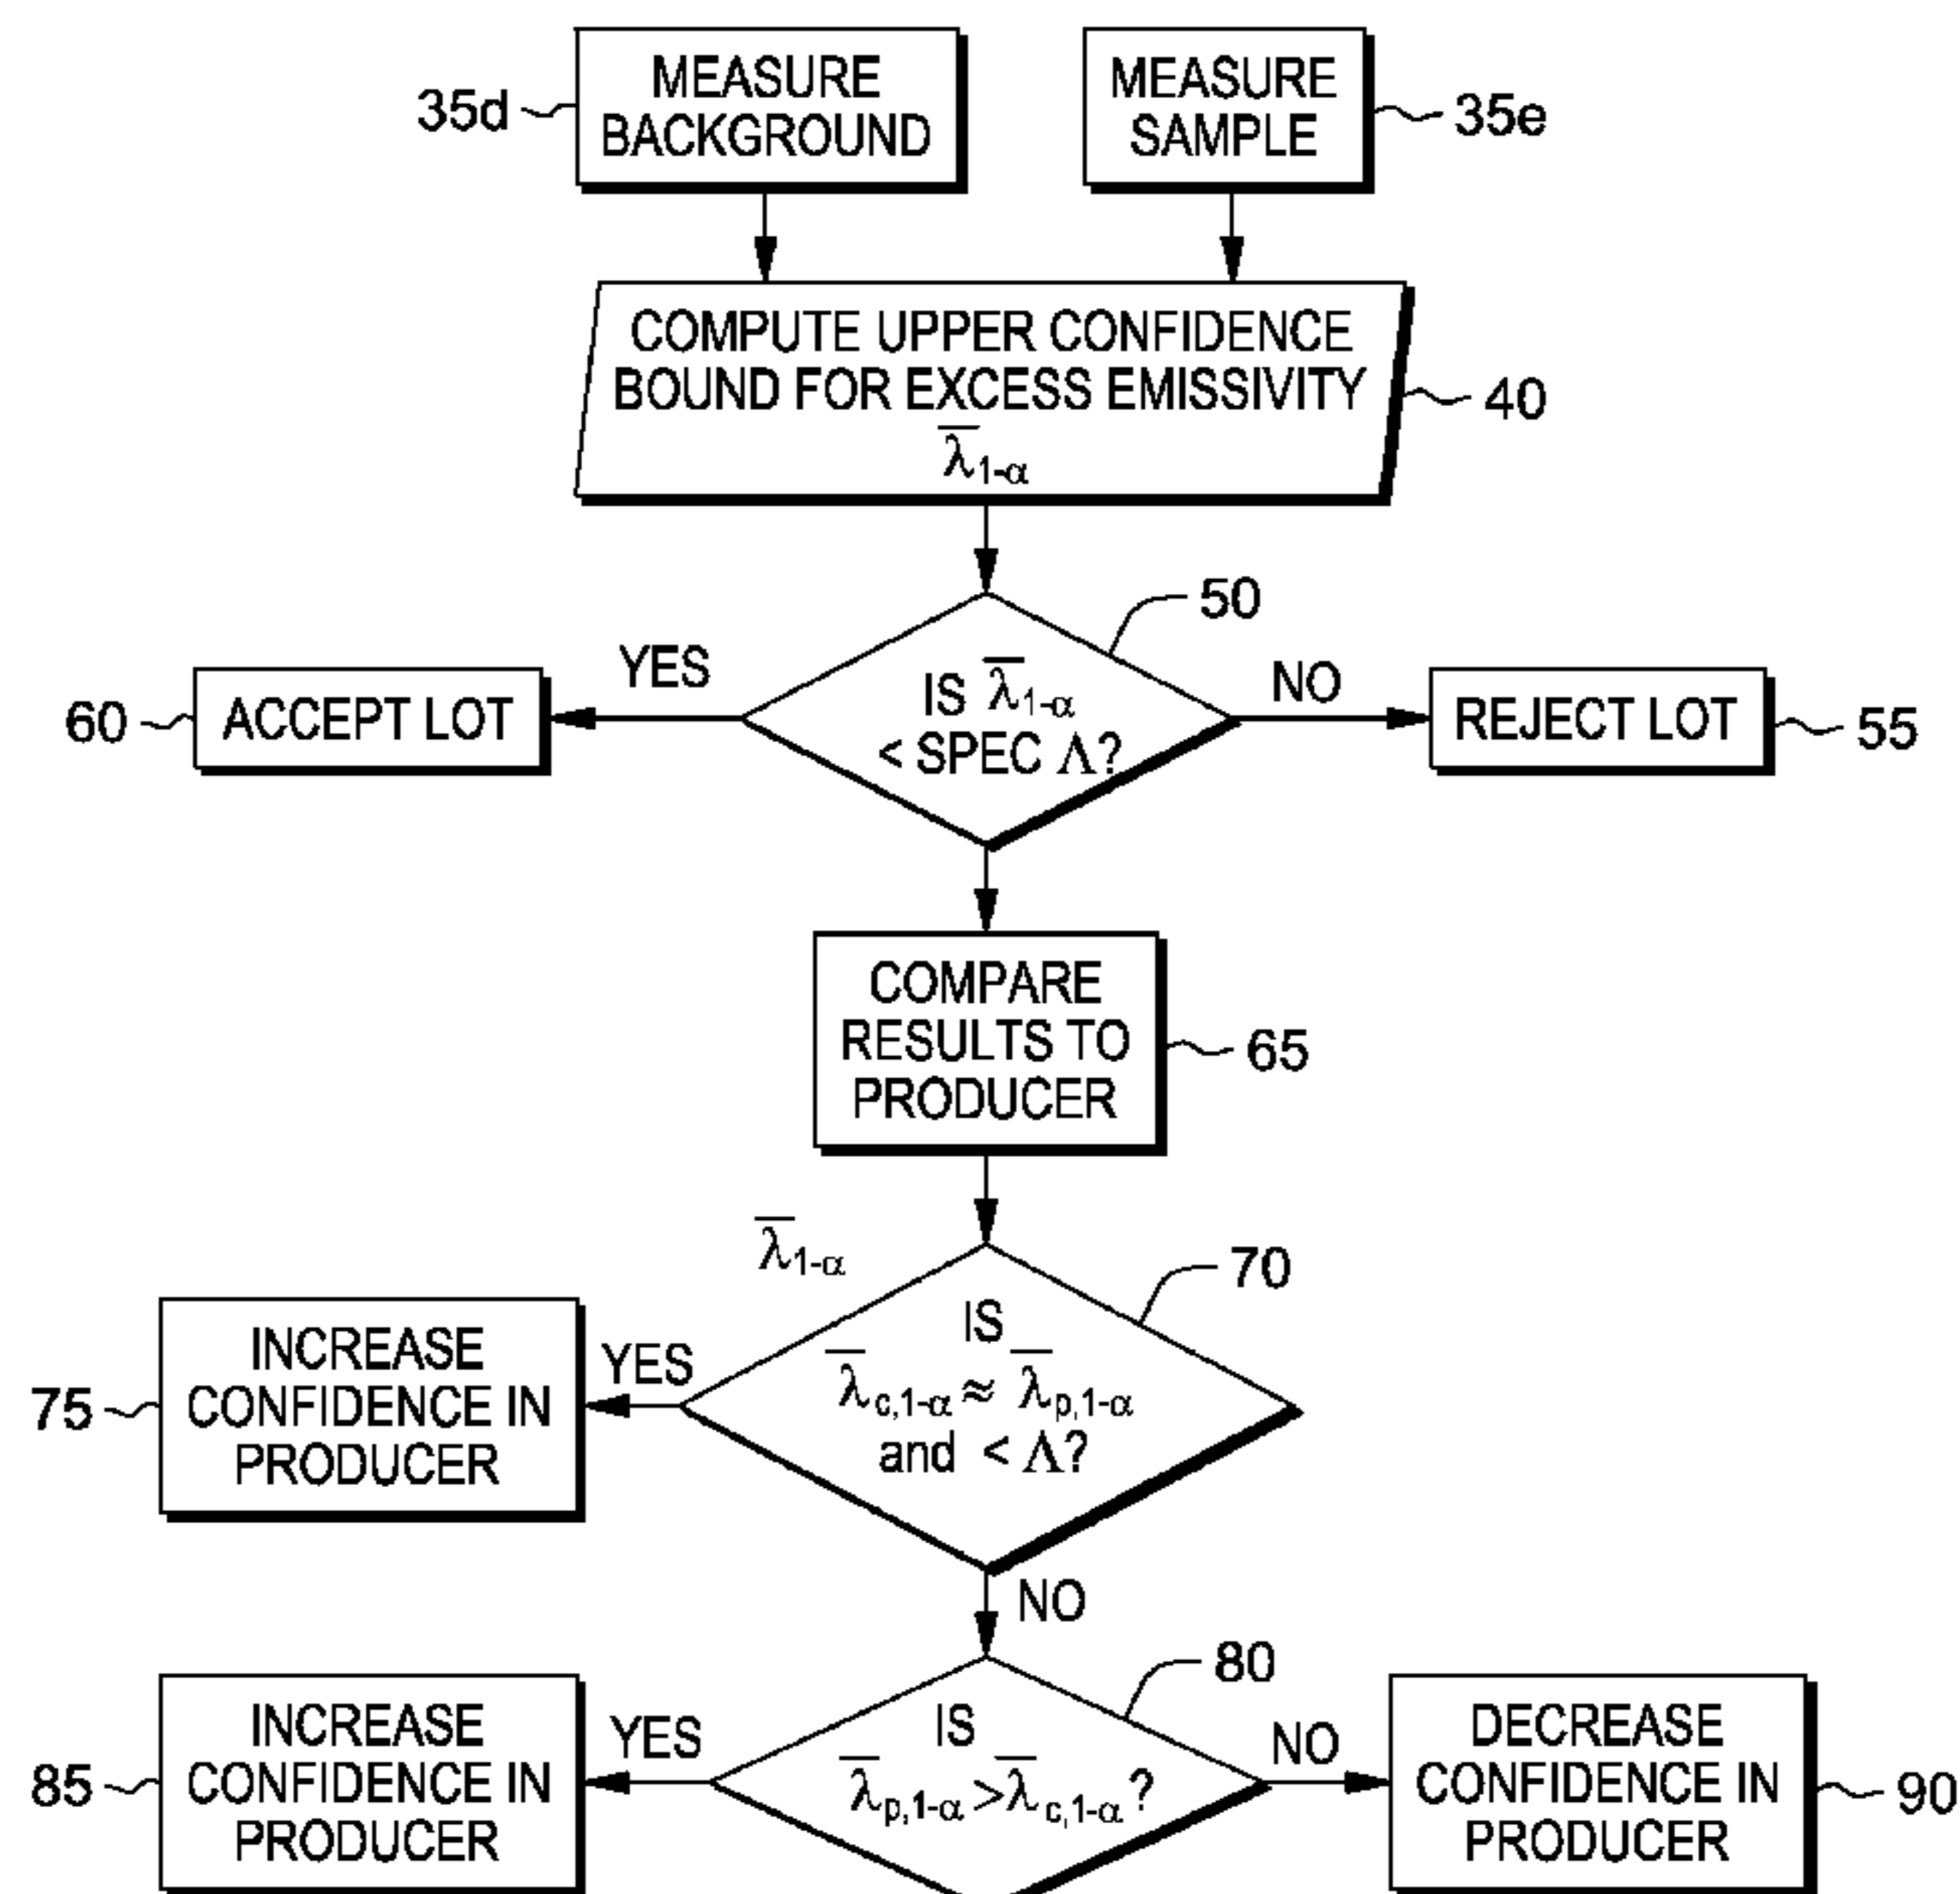 MEASURE
BACKGROUND
35d
MEASURE
SAMPLE
35e
COMPUTE UPPER CONFIDENCE
BOUND FOR EXCESS EMISSIVITY
λ̅1-α
40
50
IS λ̅1-α
< SPEC Λ?
YES
NO
60
ACCEPT LOT
REJECT LOT
55
COMPARE
RESULTS TO
PRODUCER
65
λ̅1-α
70
IS
λ̅c,1-α ≈ λ̅p,1-α
and < Λ?
YES
75
INCREASE
CONFIDENCE IN
PRODUCER
NO
80
IS
λ̅p,1-α > λ̅c,1-α ?
YES
NO
85
INCREASE
CONFIDENCE IN
PRODUCER
DECREASE
CONFIDENCE IN
PRODUCER
90